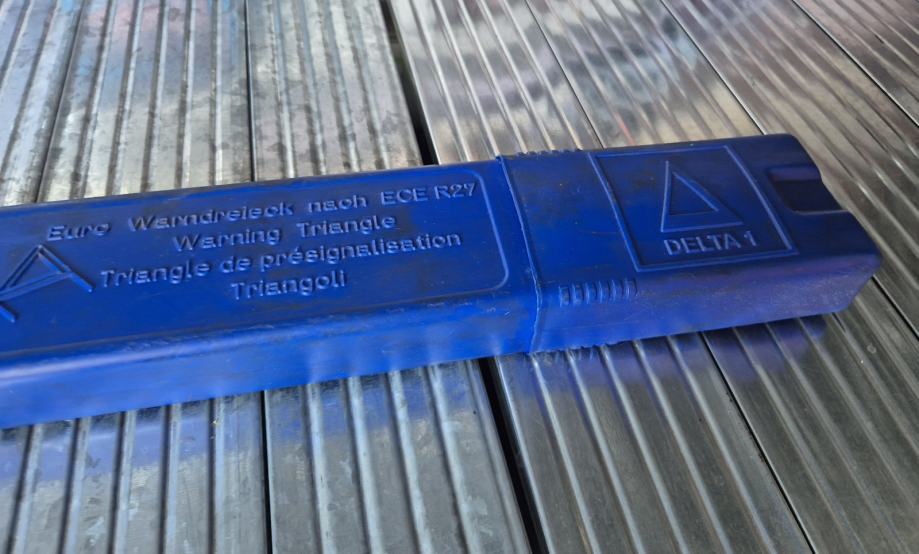 Euro Warndreieck nach ECE R27
Warning Triangle
Triangle de présignalisation
Triangoli
DELTA 1